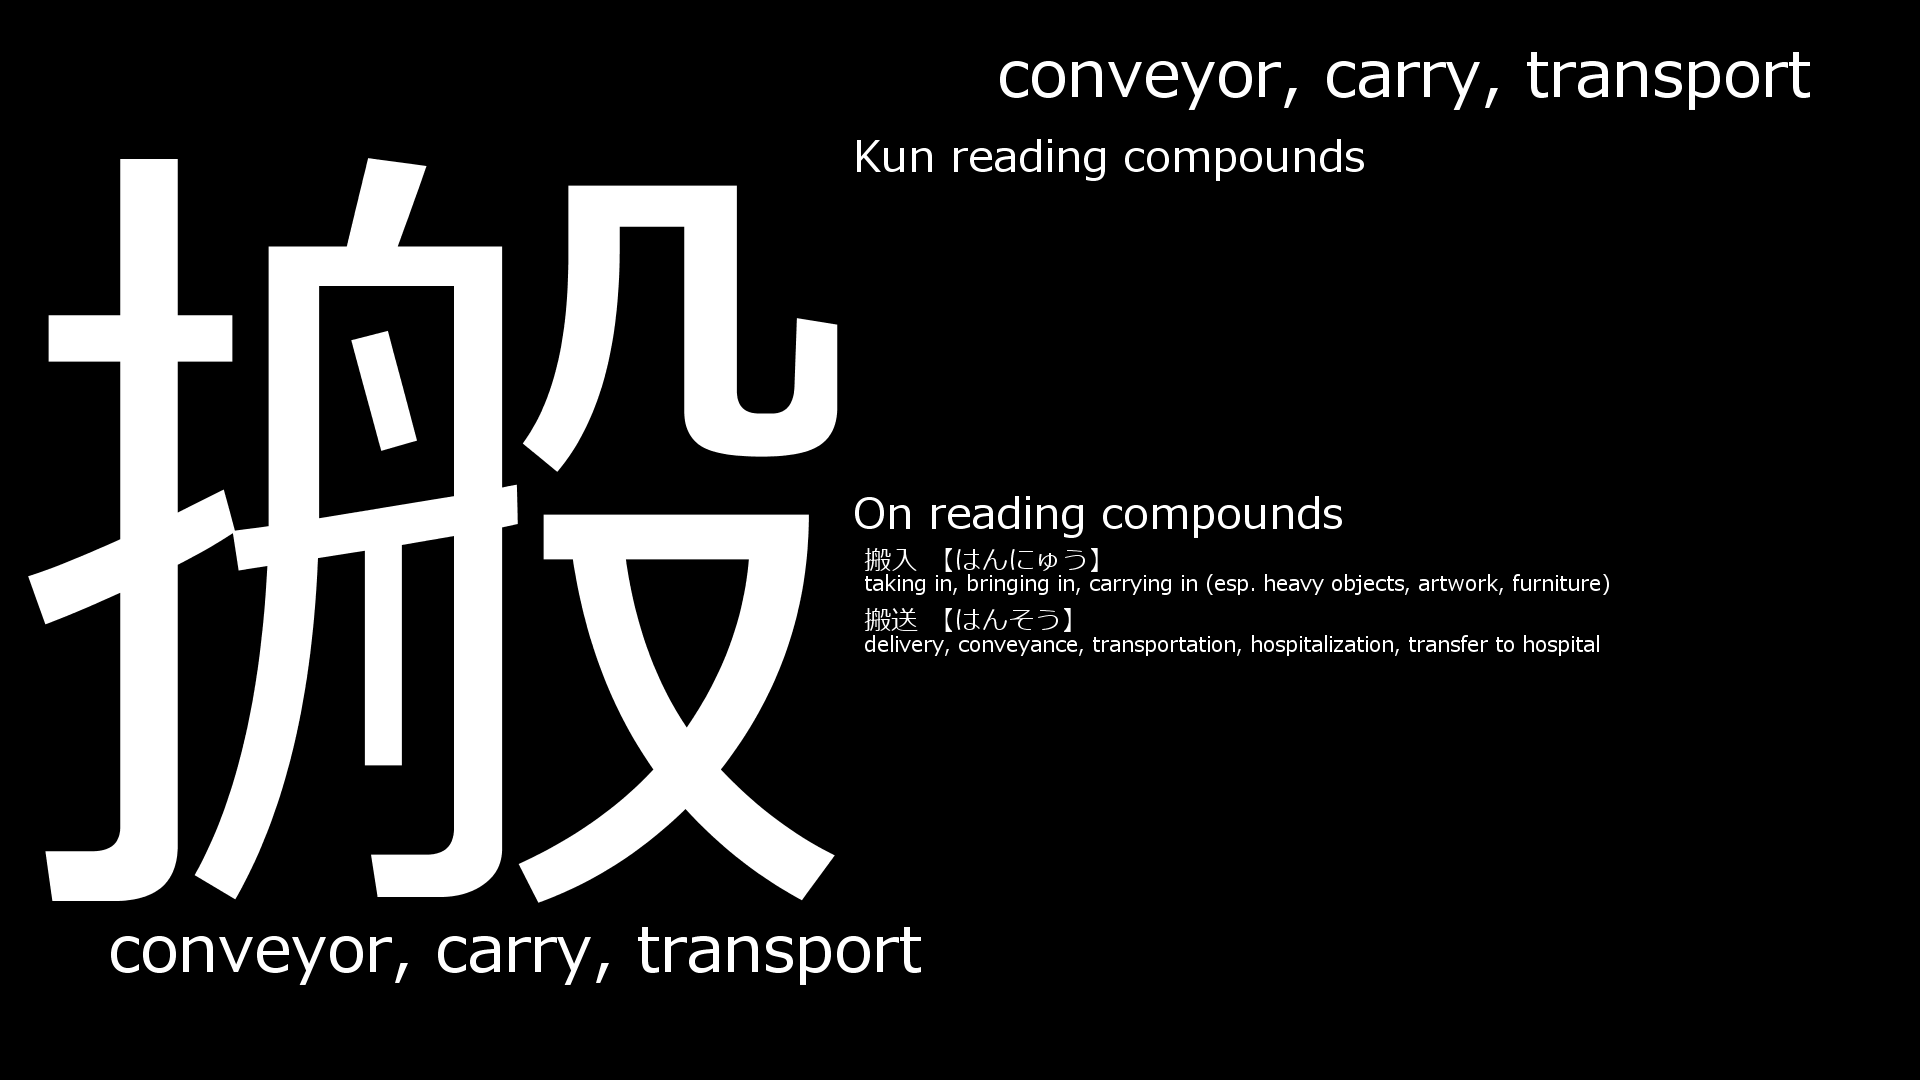 conveyor, carry, transport
搬
Kun reading compounds
On reading compounds
搬入 【はんにゅう】
taking in, bringing in, carrying in (esp. heavy objects, artwork, furniture)
搬送 【はんそう】
delivery, conveyance, transportation, hospitalization, transfer to hospital
conveyor, carry, transport